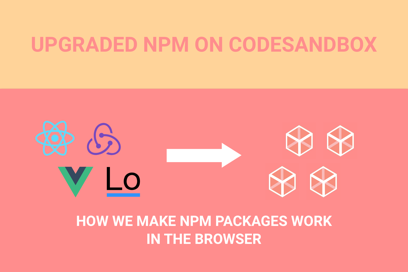 UPGRADED NPM ON CODESANDBOX
Lo
HOW WE MAKE NPM PACKAGES WORK
IN THE BROWSER